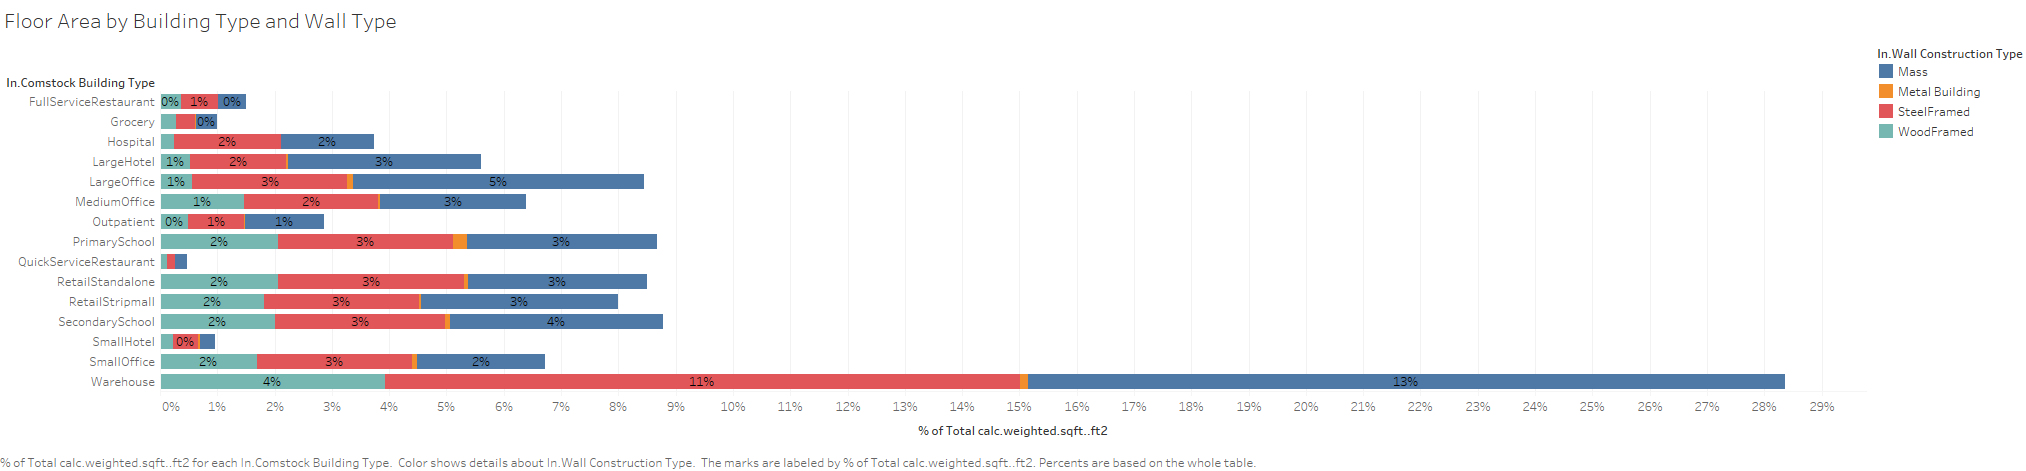 Floor Area by Building Type and Wall Type
In.Wall Construction Type
Mass
Metal Building
SteelFramed
WoodFramed
In.Comstock Building Type
FullServiceRestaurant 0% 1% 0%
Grocery 0%
Hospital 2% 2%
LargeHotel 1% 2% 3%
LargeOffice 1% 3% 5%
MediumOffice 1% 2% 3%
Outpatient 0% 1% 1%
PrimarySchool 2% 3% 3%
QuickServiceRestaurant
RetailStandalone 2% 3% 3%
RetailStripmall 2% 3% 3%
SecondarySchool 2% 3% 4%
SmallHotel 0%
SmallOffice 2% 3% 2%
Warehouse 4% 11% 13%
0% 1% 2% 3% 4% 5% 6% 7% 8% 9% 10% 11% 12% 13% 14% 15% 16% 17% 18% 19% 20% 21% 22% 23% 24% 25% 26% 27% 28% 29%
% of Total calc.weighted.sqft..ft2
% of Total calc.weighted.sqft..ft2 for each In.Comstock Building Type. Color shows details about In.Wall Construction Type. The marks are labeled by % of Total calc.weighted.sqft..ft2. Percents are based on the whole table.